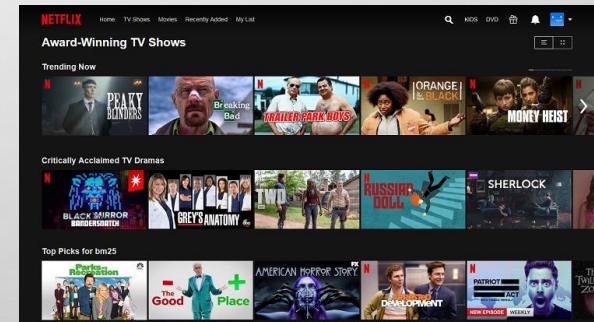 NETFLIX Home TV Shows Movies Recently Added My List KIDS DVD
Award-Winning TV Shows
Trending Now
N PEAKY BLINDERS
Breaking Bad
TRAILER PARK BOYS
N ORANGE IS THE NEW BLACK
N MONEY HEIST
Critically Acclaimed TV Dramas
N BLACK MIRROR BANDERSNATCH
GREY'S ANATOMY abc
TWD
N RUSSIAN DOLL
BBC SHERLOCK
Top Picks for bm25
Parks and Recreation
The Good Place
AMERICAN HORROR STORY FX
N DEVELOPMENT
N PATRIOT ACT
NEW EPISODE WEEKLY